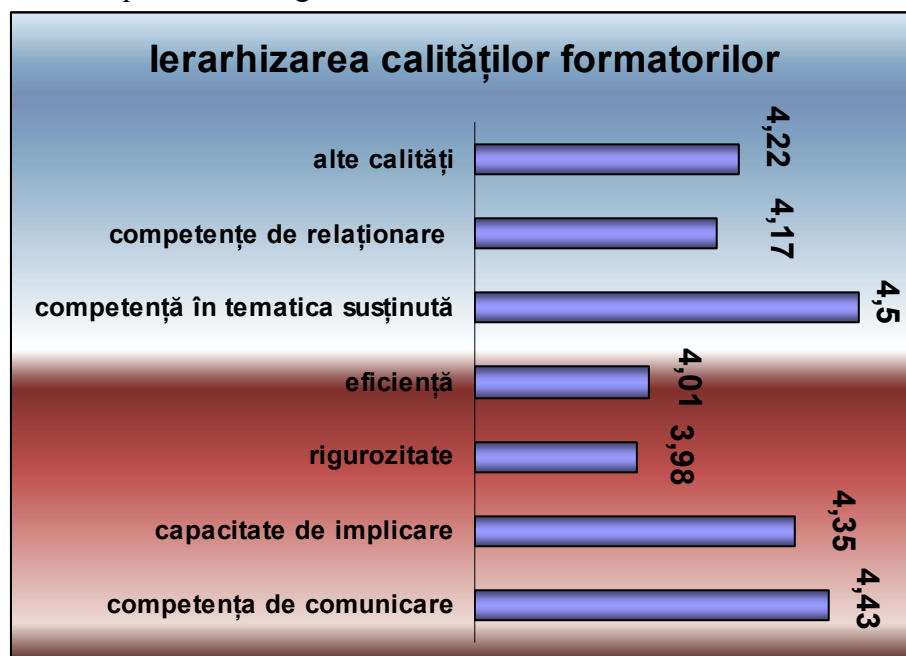 Ierarhizarea calităților formatorilor
alte calități 4,22
competențe de relaționare 4,17
competență în tematica susținută 4,5
eficiență 4,01
rigurozitate 3,98
capacitate de implicare 4,35
competența de comunicare 4,43